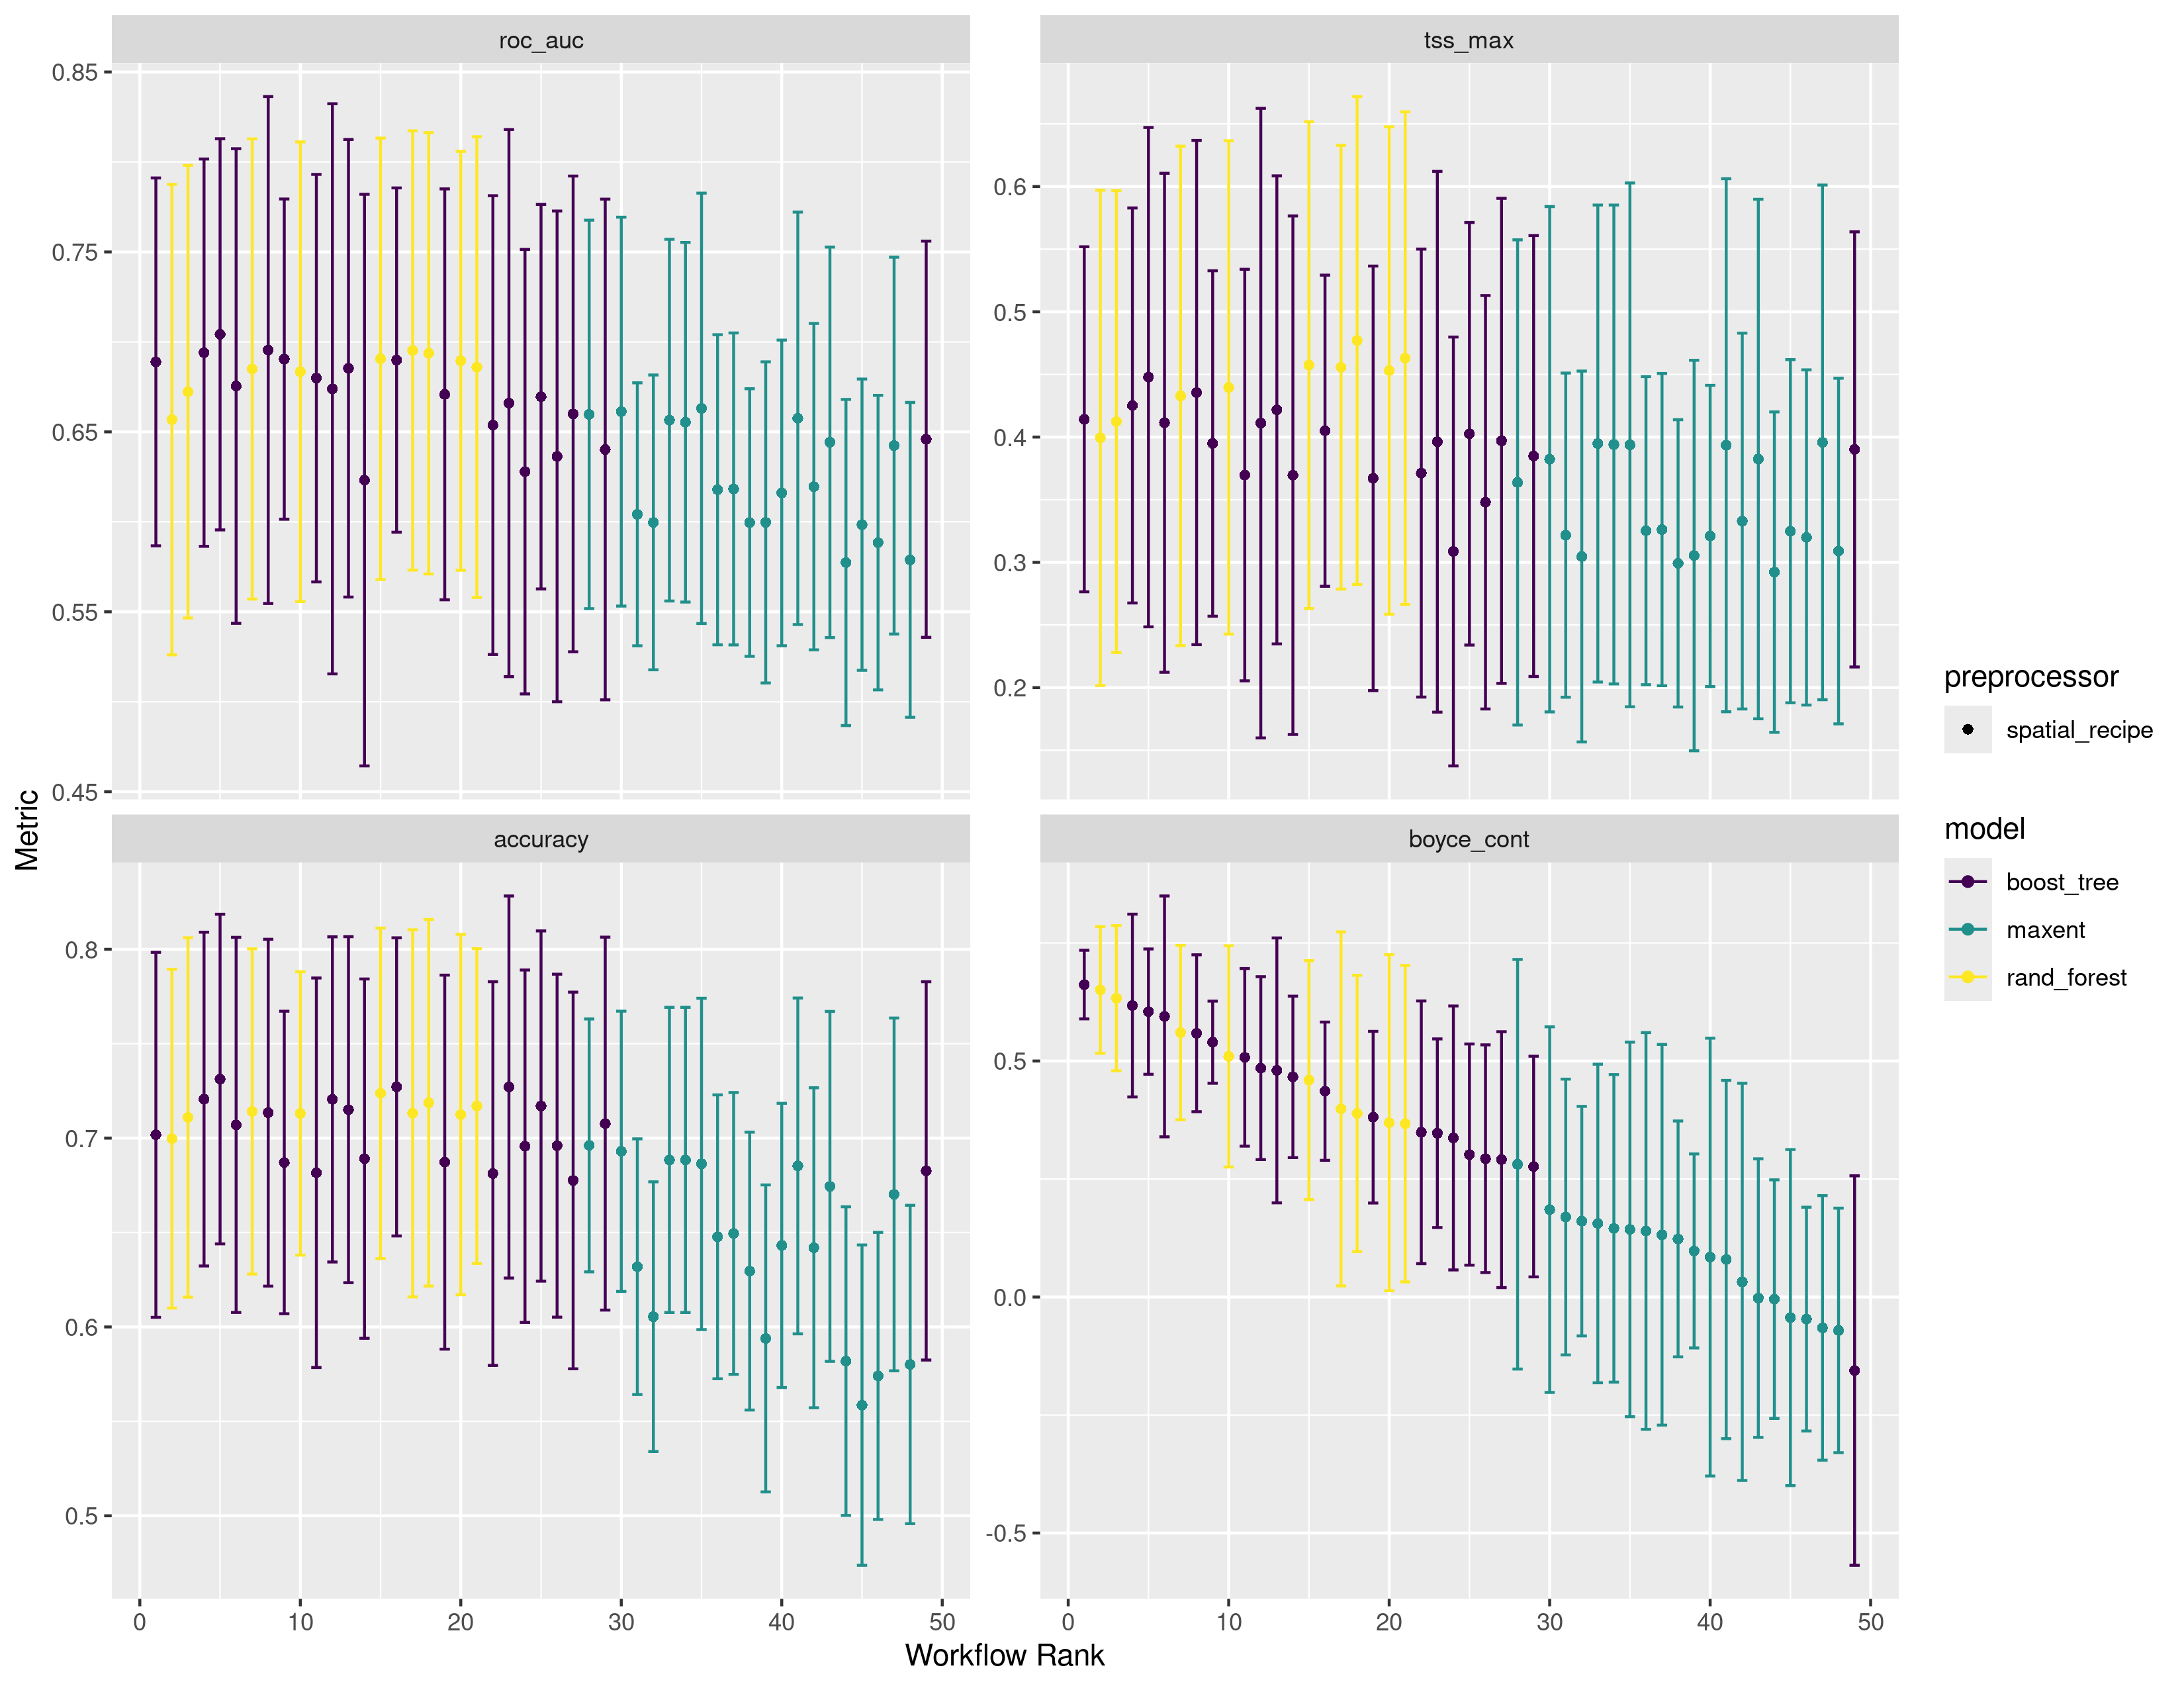 roc_auc
tss_max
0.85
0.75
0.65
0.55
0.45
0.6
0.5
0.4
0.3
0.2
accuracy
boyce_cont
0.8
0.7
0.6
0.5
0.5
0.0
-0.5
0 10 20 30 40 50
0 10 20 30 40 50
Metric
Workflow Rank
preprocessor
spatial_recipe
model
boost_tree
maxent
rand_forest